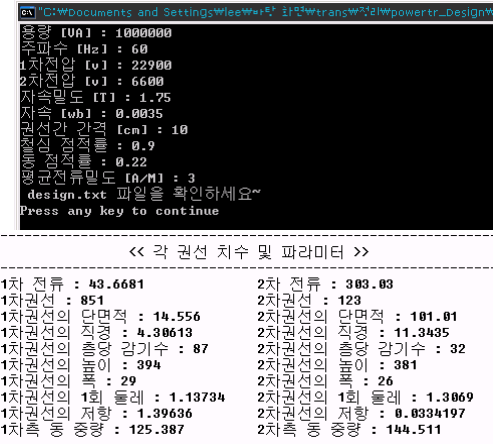 "C:₩Documents and Settings₩lee₩바탕 화면₩trans₩정리₩powertr_Design₩
용량 [VA] : 1000000
주파수 [Hz] : 60
1차전압 [v] : 22900
2차전압 [v] : 6600
자속밀도 [T] : 1.75
자속 [wb] : 0.0035
권선간 간격 [cm] : 10
철심 점적률 : 0.9
동 점적률 : 0.22
평균전류밀도 [A/M] : 3
design.txt 파일을 확인하세요~
Press any key to continue
<< 각 권선 치수 및 파라미터 >>
1차 전류 : 43.6681 2차 전류 : 303.03
1차권선 : 851 2차권선 : 123
1차권선의 단면적 : 14.556 2차권선의 단면적 : 101.01
1차권선의 직경 : 4.30613 2차권선의 직경 : 11.3435
1차권선의 층당 감기수 : 87 2차권선의 층당 감기수 : 32
1차권선의 높이 : 394 2차권선의 높이 : 381
1차권선의 폭 : 29 2차권선의 폭 : 26
1차권선의 1회 둘레 : 1.13734 2차권선의 1회 둘레 : 1.3069
1차권선의 저항 : 1.39636 2차권선의 저항 : 0.0334197
1차측 동 중량 : 125.387 2차측 동 중량 : 144.511